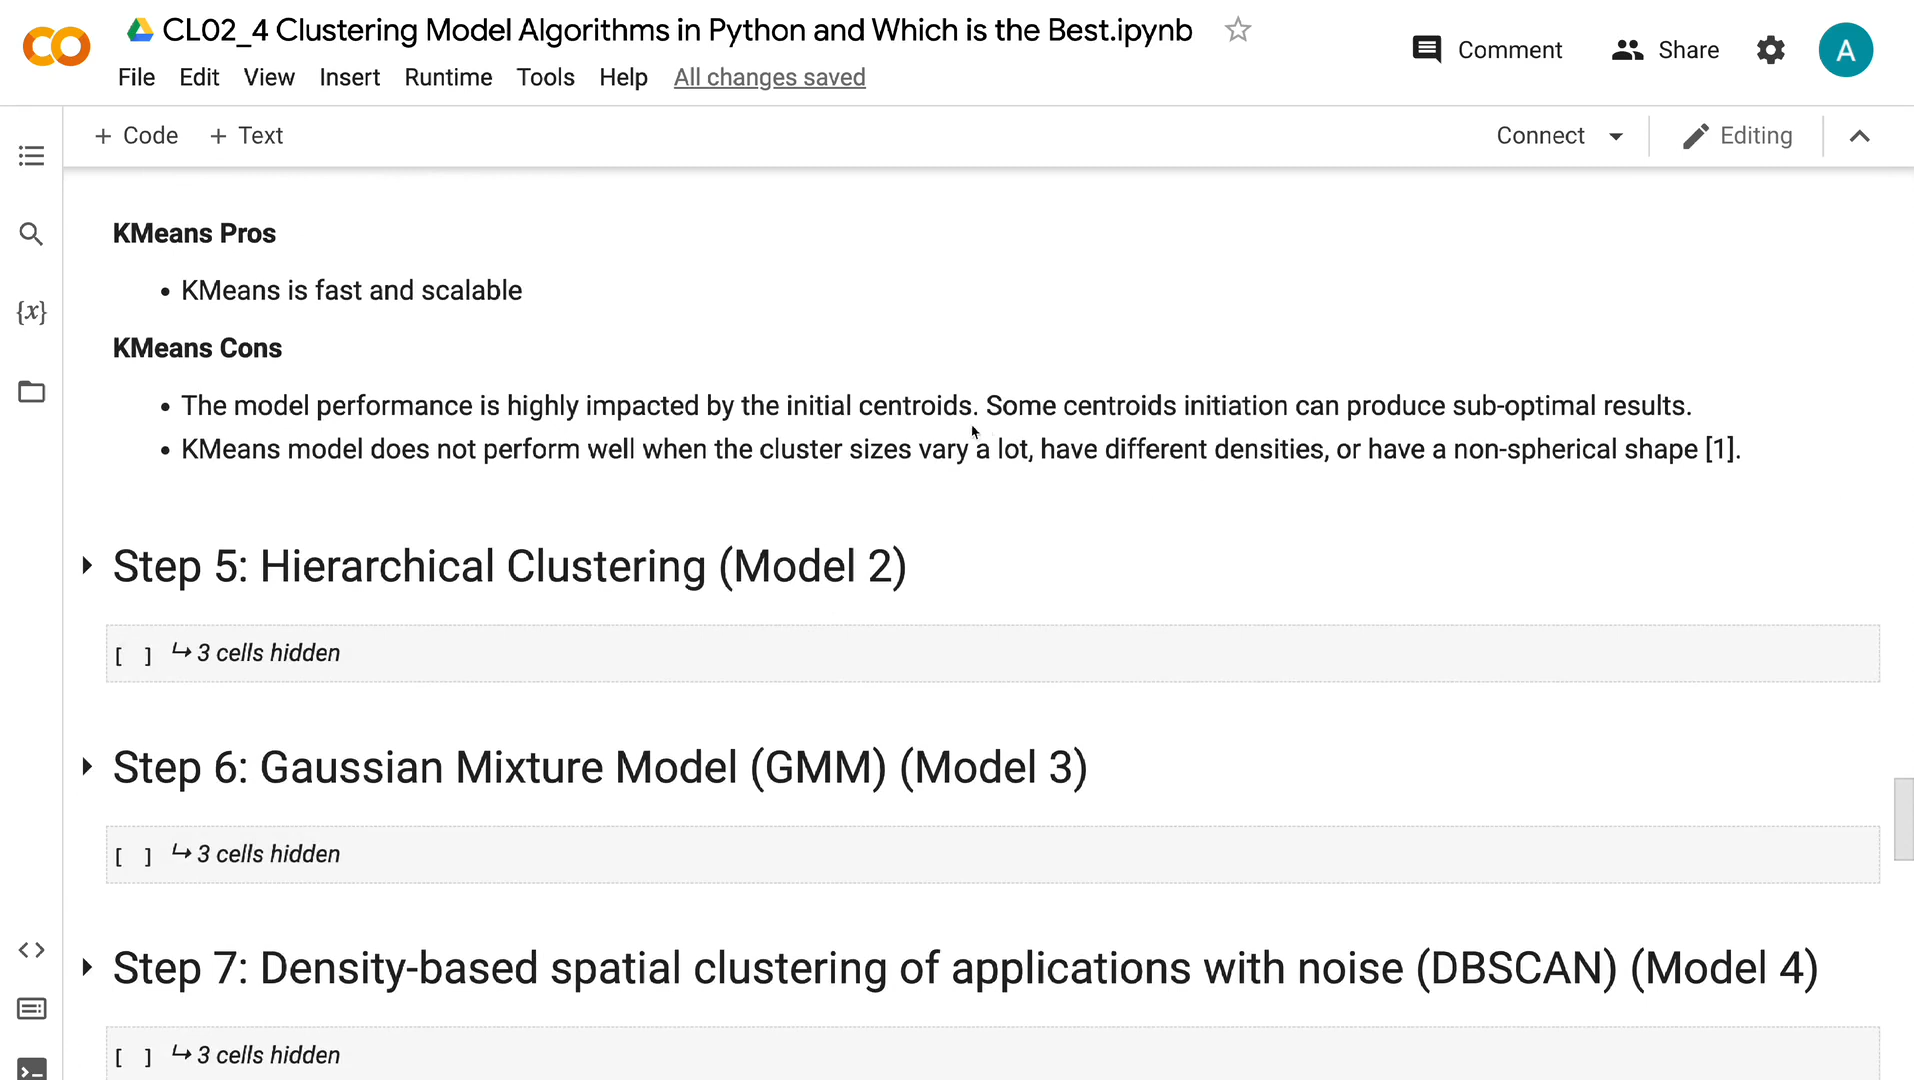 CL02_4 Clustering Model Algorithms in Python and Which is the Best.ipynb
Comment
Share
A
File Edit View Insert Runtime Tools Help All changes saved
+ Code + Text
Connect
Editing
KMeans Pros
• KMeans is fast and scalable
{x}
KMeans Cons
• The model performance is highly impacted by the initial centroids. Some centroids initiation can produce sub-optimal results.
• KMeans model does not perform well when the cluster sizes vary a lot, have different densities, or have a non-spherical shape [1].
Step 5: Hierarchical Clustering (Model 2)
[ ] ↳ 3 cells hidden
Step 6: Gaussian Mixture Model (GMM) (Model 3)
[ ] ↳ 3 cells hidden
Step 7: Density-based spatial clustering of applications with noise (DBSCAN) (Model 4)
[ ] ↳ 3 cells hidden